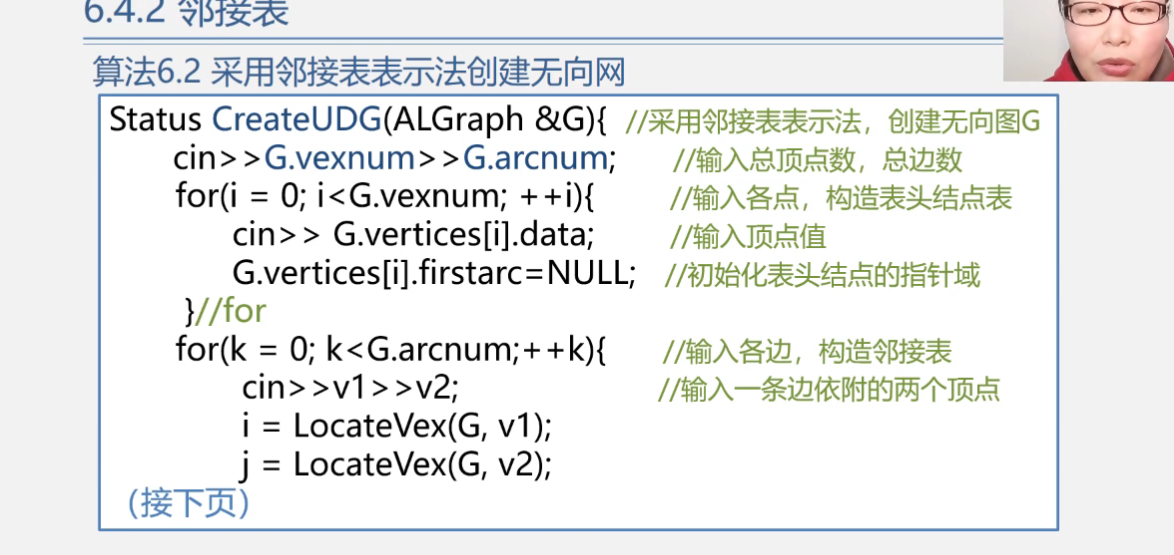 6.4.2 邻接表
算法6.2 采用邻接表表示法创建无向网
Status CreateUDG(ALGraph &G){ //采用邻接表表示法，创建无向图G
cin>>G.vexnum>>G.arcnum; //输入总顶点数，总边数
for(i = 0; i<G.vexnum; ++i){ //输入各点，构造表头结点表
cin>> G.vertices[i].data; //输入顶点值
G.vertices[i].firstarc=NULL; //初始化表头结点的指针域
}//for
for(k = 0; k<G.arcnum;++k){ //输入各边，构造邻接表
cin>>v1>>v2; //输入一条边依附的两个顶点
i = LocateVex(G, v1);
j = LocateVex(G, v2);
（接下页）